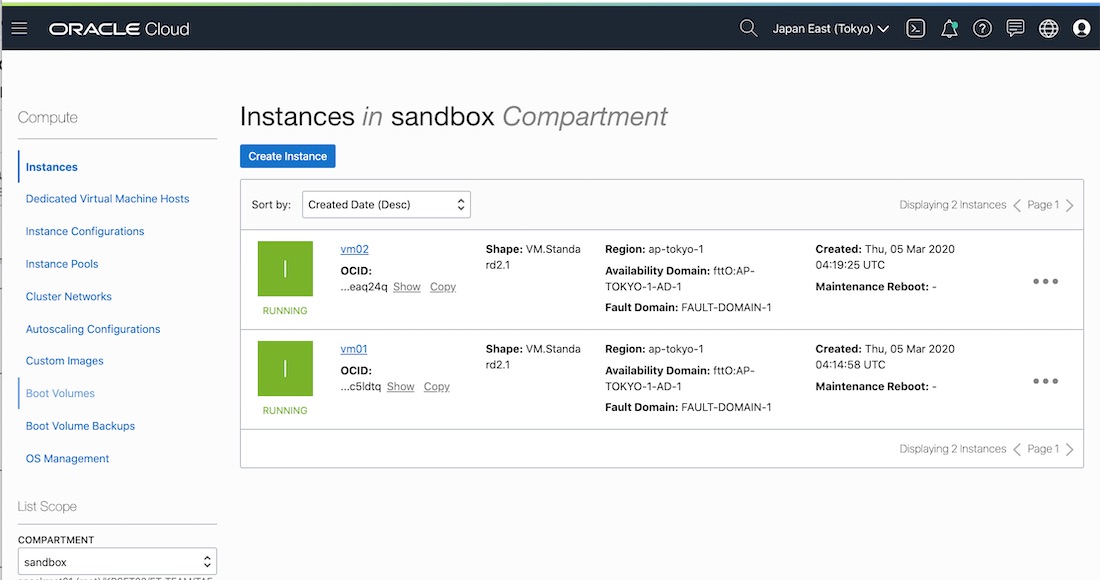 ORACLE Cloud
Japan East (Tokyo)
Compute
Instances
Dedicated Virtual Machine Hosts
Instance Configurations
Instance Pools
Cluster Networks
Autoscaling Configurations
Custom Images
Boot Volumes
Boot Volume Backups
OS Management
List Scope
COMPARTMENT
sandbox
Instances in sandbox Compartment
Create Instance
Sort by: Created Date (Desc)
Displaying 2 Instances Page 1
I
RUNNING
vm02
OCID:
...eaq24q Show Copy
Shape: VM.Standa
rd2.1
Region: ap-tokyo-1
Availability Domain: fttO:AP-
TOKYO-1-AD-1
Fault Domain: FAULT-DOMAIN-1
Created: Thu, 05 Mar 2020
04:19:25 UTC
Maintenance Reboot: -
I
RUNNING
vm01
OCID:
...c5ldtq Show Copy
Shape: VM.Standa
rd2.1
Region: ap-tokyo-1
Availability Domain: fttO:AP-
TOKYO-1-AD-1
Fault Domain: FAULT-DOMAIN-1
Created: Thu, 05 Mar 2020
04:14:58 UTC
Maintenance Reboot: -
Displaying 2 Instances Page 1